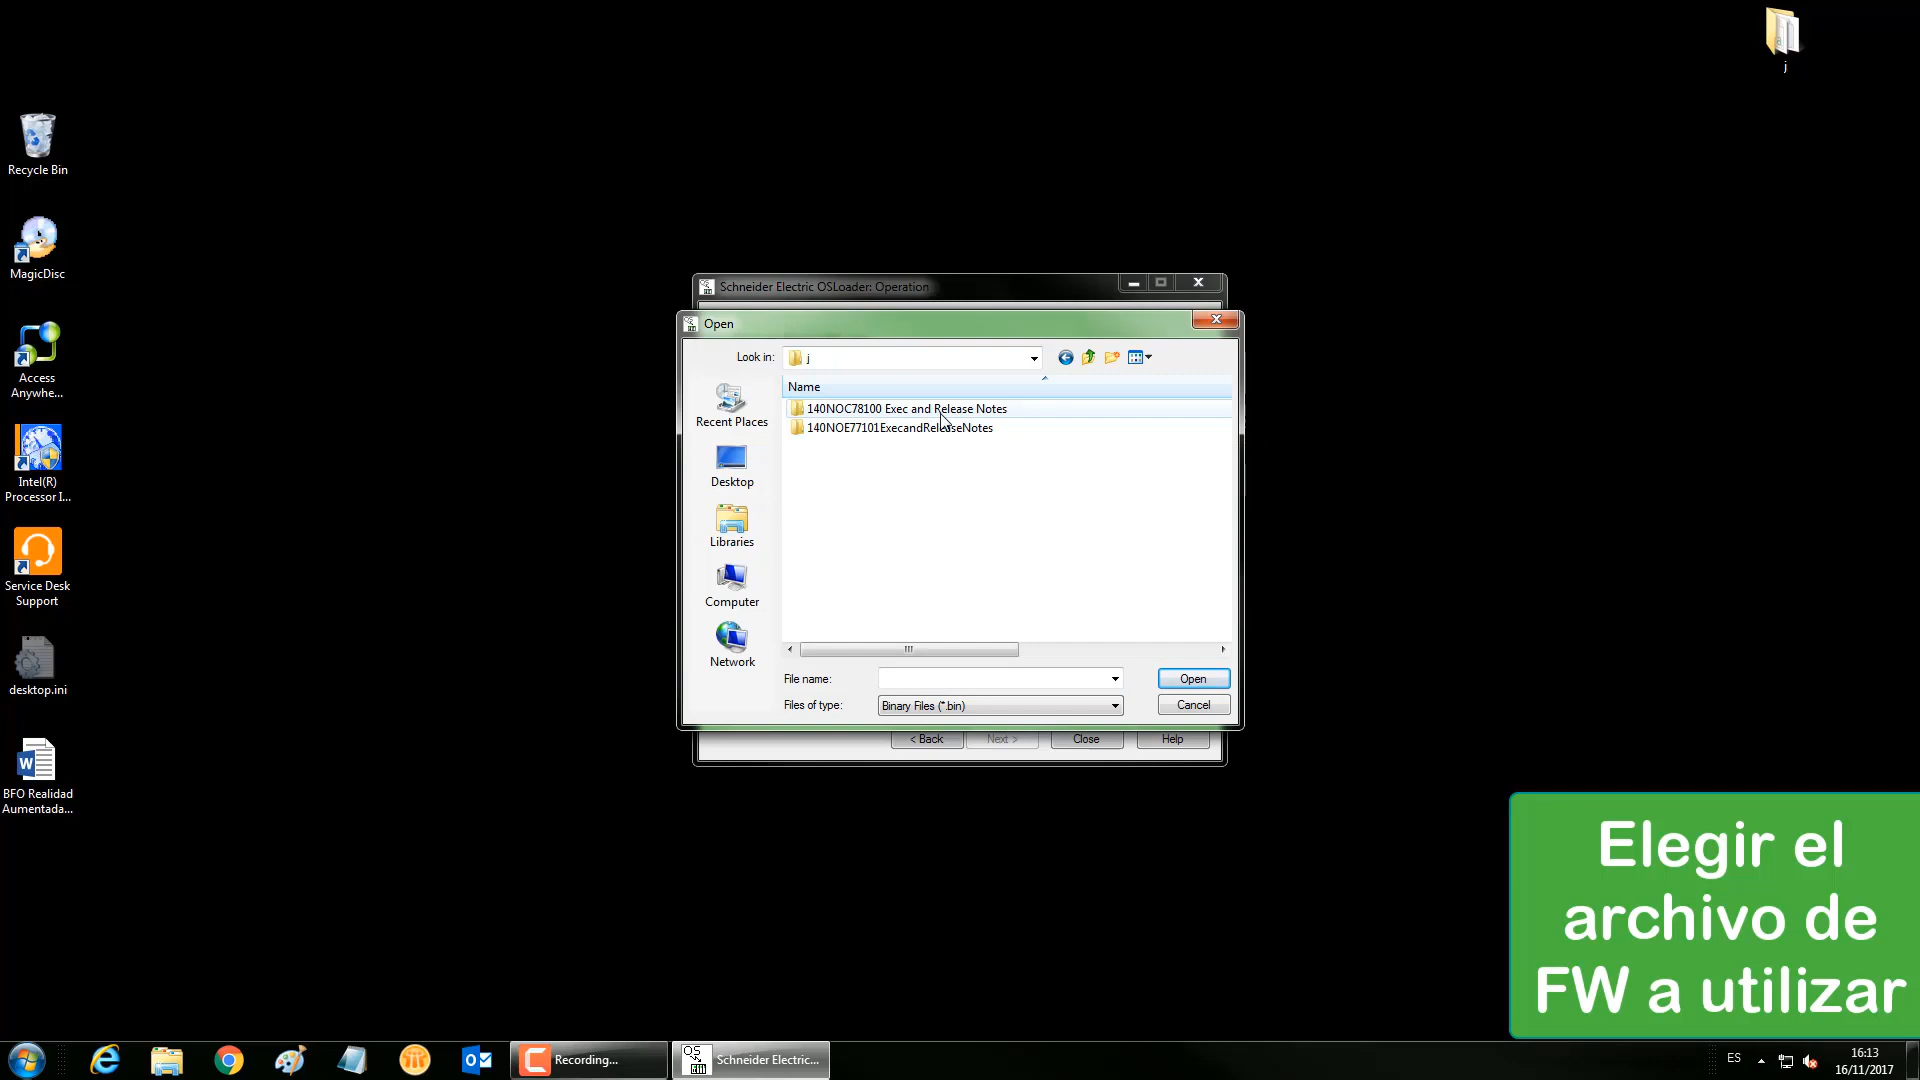 j
Recycle Bin
MagicDisc
Access
Anywhe...
Intel(R)
Processor I...
Service Desk
Support
desktop.ini
BFO Realidad
Aumentada...
Schneider Electric OSLoader: Operation
Open
Look in:
j
Name
140NOC78100 Exec and Release Notes
140NOE77101ExecandReleaseNotes
Recent Places
Desktop
Libraries
Computer
Network
File name:
Open
Files of type:
Binary Files (*.bin)
Cancel
< Back
Next >
Close
Help
Elegir el
archivo de
FW a utilizar
Recording...
OS
Schneider Electric...
ES
16:13
16/11/2017